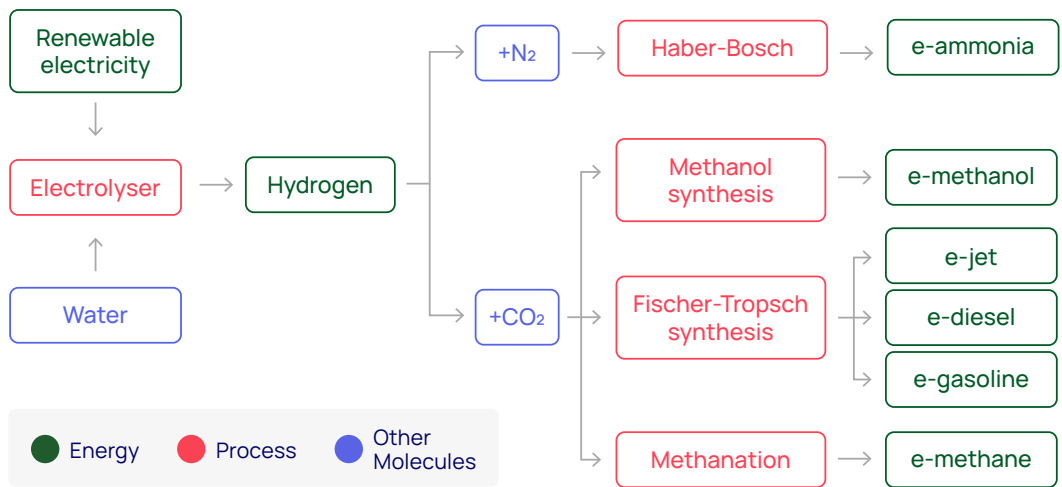 Renewable
electricity
Electrolyser
Water
Hydrogen
+N₂
+CO₂
Haber-Bosch
Methanol
synthesis
Fischer-Tropsch
synthesis
Methanation
e-ammonia
e-methanol
e-jet
e-diesel
e-gasoline
e-methane
Energy
Process
Other
Molecules